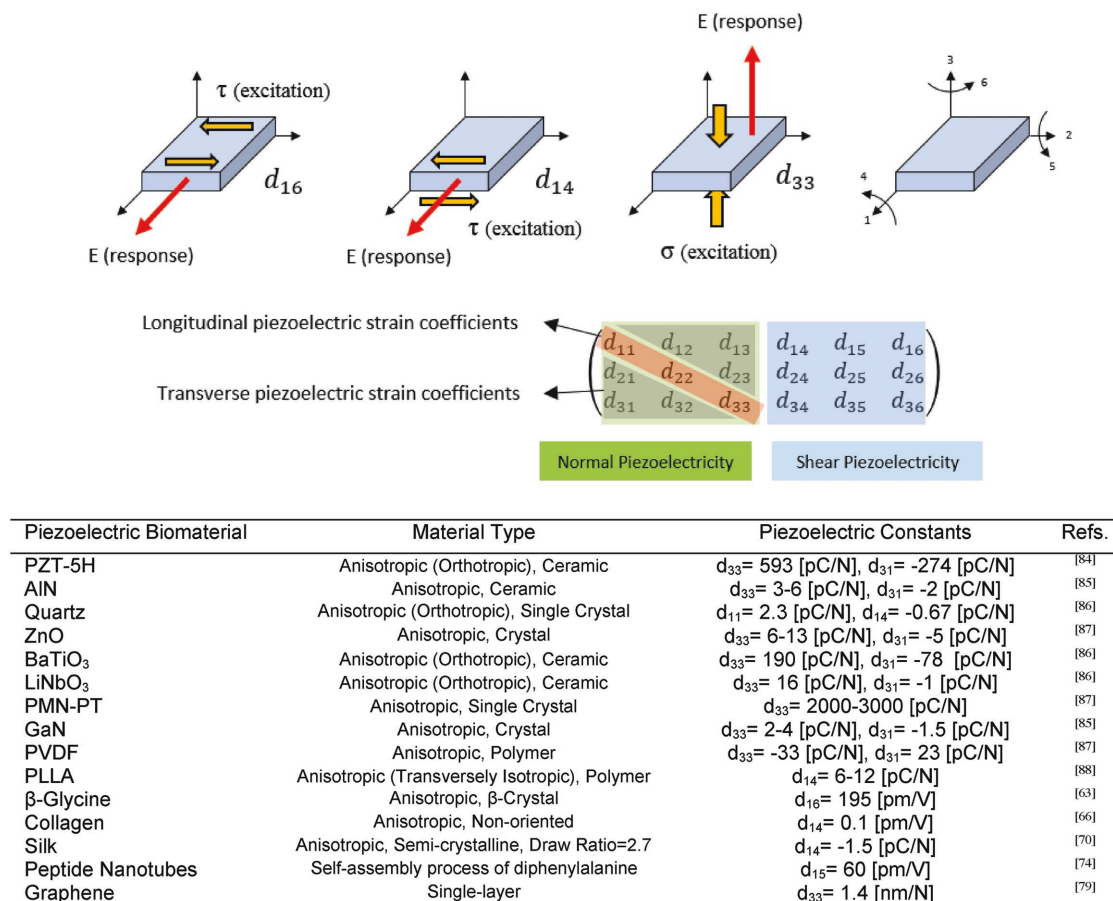 E (response)
τ (excitation)
d16
E (response)
d14
τ (excitation)
E (response)
d33
σ (excitation)
3
6
2
5
4
1
Longitudinal piezoelectric strain coefficients
Transverse piezoelectric strain coefficients
d11 d12 d13 d14 d15 d16
d21 d22 d23 d24 d25 d26
d31 d32 d33 d34 d35 d36
Normal Piezoelectricity Shear Piezoelectricity
Piezoelectric Biomaterial Material Type Piezoelectric Constants Refs.
PZT-5H Anisotropic (Orthotropic), Ceramic d33= 593 [pC/N], d31= -274 [pC/N] [84]
AlN Anisotropic, Ceramic d33= 3-6 [pC/N], d31= -2 [pC/N] [85]
Quartz Anisotropic (Orthotropic), Single Crystal d11= 2.3 [pC/N], d14= -0.67 [pC/N] [86]
ZnO Anisotropic, Crystal d33= 6-13 [pC/N], d31= -5 [pC/N] [87]
BaTiO3 Anisotropic (Orthotropic), Ceramic d33= 190 [pC/N], d31= -78 [pC/N] [86]
LiNbO3 Anisotropic (Orthotropic), Ceramic d33= 16 [pC/N], d31= -1 [pC/N] [86]
PMN-PT Anisotropic, Single Crystal d33= 2000-3000 [pC/N] [87]
GaN Anisotropic, Crystal d33= 2-4 [pC/N], d31= -1.5 [pC/N] [85]
PVDF Anisotropic, Polymer d33= -33 [pC/N], d31= 23 [pC/N] [87]
PLLA Anisotropic (Transversely Isotropic), Polymer d14= 6-12 [pC/N] [88]
β-Glycine Anisotropic, β-Crystal d16= 195 [pm/V] [63]
Collagen Anisotropic, Non-oriented d14= 0.1 [pm/V] [66]
Silk Anisotropic, Semi-crystalline, Draw Ratio=2.7 d14= -1.5 [pC/N] [70]
Peptide Nanotubes Self-assembly process of diphenylalanine d15= 60 [pm/V] [74]
Graphene Single-layer d33= 1.4 [nm/N] [79]